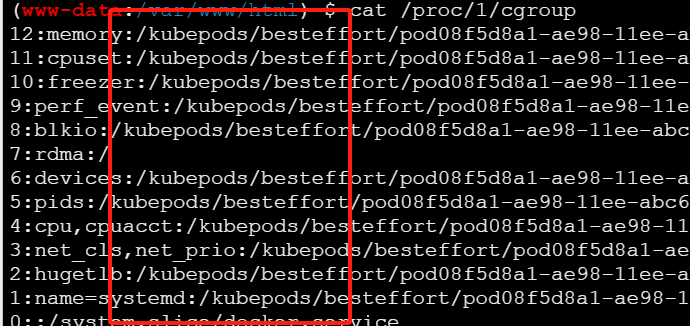 (www-data:/var/www/html) $ cat /proc/1/cgroup
12:memory:/kubepods/besteffort/pod08f5d8a1-ae98-11ee-a
11:cpuset:/kubepods/besteffort/pod08f5d8a1-ae98-11ee-a
10:freezer:/kubepods/besteffort/pod08f5d8a1-ae98-11ee-
9:perf_event:/kubepods/besteffort/pod08f5d8a1-ae98-11e
8:blkio:/kubepods/besteffort/pod08f5d8a1-ae98-11ee-abc
7:rdma:/
6:devices:/kubepods/besteffort/pod08f5d8a1-ae98-11ee-a
5:pids:/kubepods/besteffort/pod08f5d8a1-ae98-11ee-abc6
4:cpu,cpuacct:/kubepods/besteffort/pod08f5d8a1-ae98-11
3:net_cls,net_prio:/kubepods/besteffort/pod08f5d8a1-ae
2:hugetlb:/kubepods/besteffort/pod08f5d8a1-ae98-11ee-a
1:name=systemd:/kubepods/besteffort/pod08f5d8a1-ae98-1
0::/system.slice/docker.service